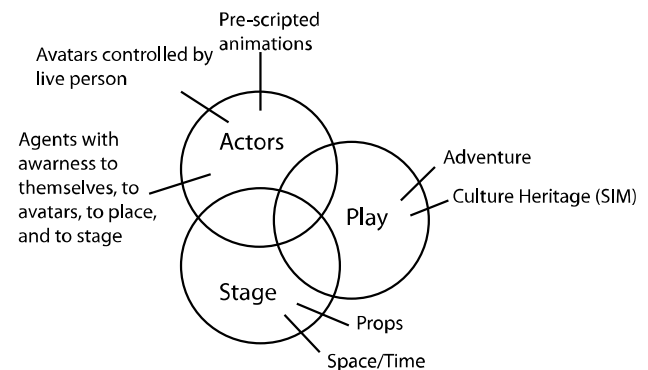 Pre-scripted
animations
Avatars controlled by
live person
Actors
Agents with
awarness to
themselves, to
avatars, to place,
and to stage
Adventure
Culture Heritage (SIM)
Play
Stage
Props
Space/Time